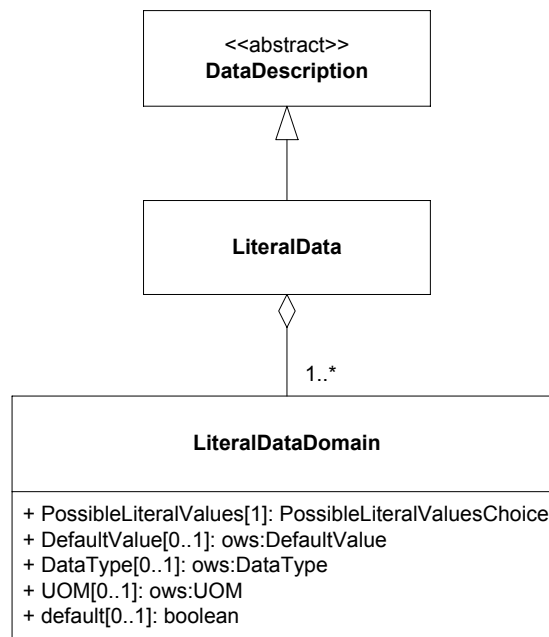 <<abstract>>
DataDescription
LiteralData
1..*
LiteralDataDomain
+ PossibleLiteralValues[1]: PossibleLiteralValuesChoice
+ DefaultValue[0..1]: ows:DefaultValue
+ DataType[0..1]: ows:DataType
+ UOM[0..1]: ows:UOM
+ default[0..1]: boolean